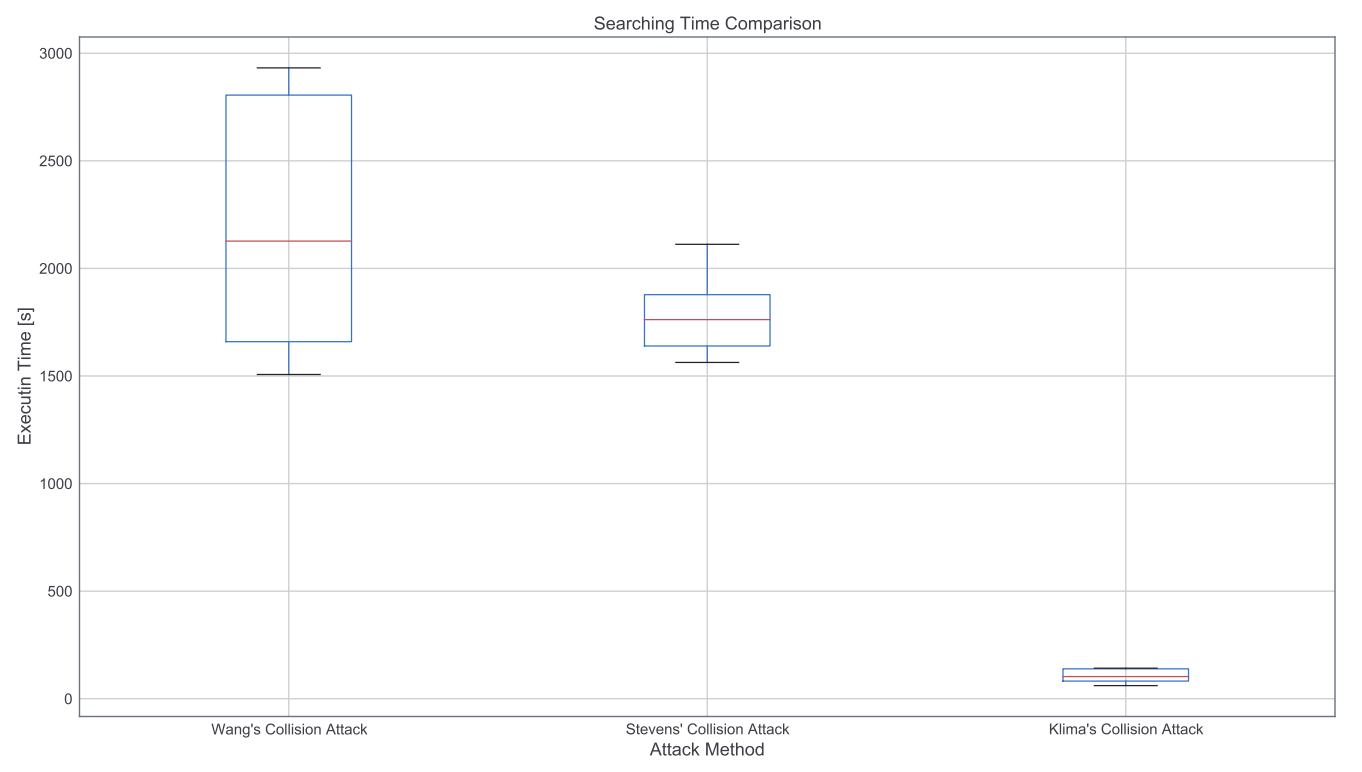 Searching Time Comparison
3000
2500
2000
1500
1000
500
0
Executin Time [s]
Wang's Collision Attack
Stevens' Collision Attack
Klima's Collision Attack
Attack Method